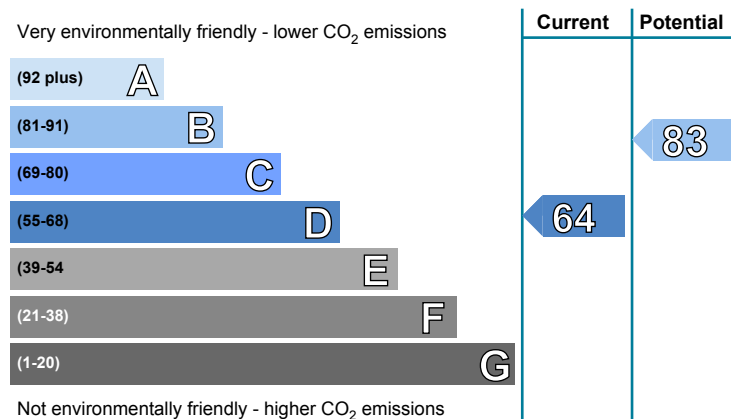 Very environmentally friendly - lower CO₂ emissions
Current
Potential
(92 plus) A
(81-91) B
(69-80) C
(55-68) D
(39-54 E
(21-38) F
(1-20) G
83
64
Not environmentally friendly - higher CO₂ emissions